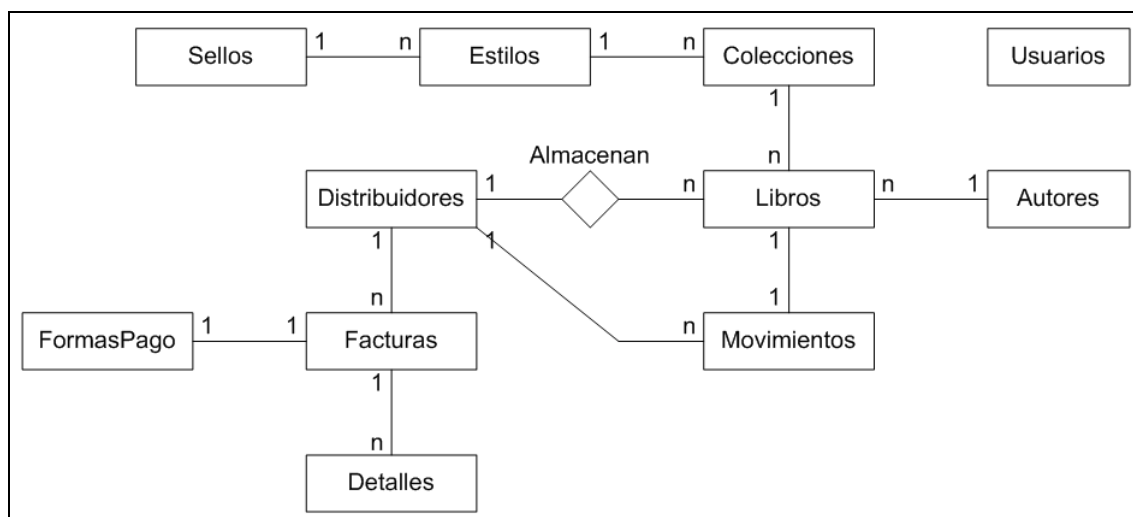 Sellos 1 n Estilos 1 n Colecciones Usuarios
1
Almacenan n
Distribuidores 1 n Libros n 1 Autores
1 1 1
n 1
FormasPago 1 1 Facturas n Movimientos
1
n
Detalles